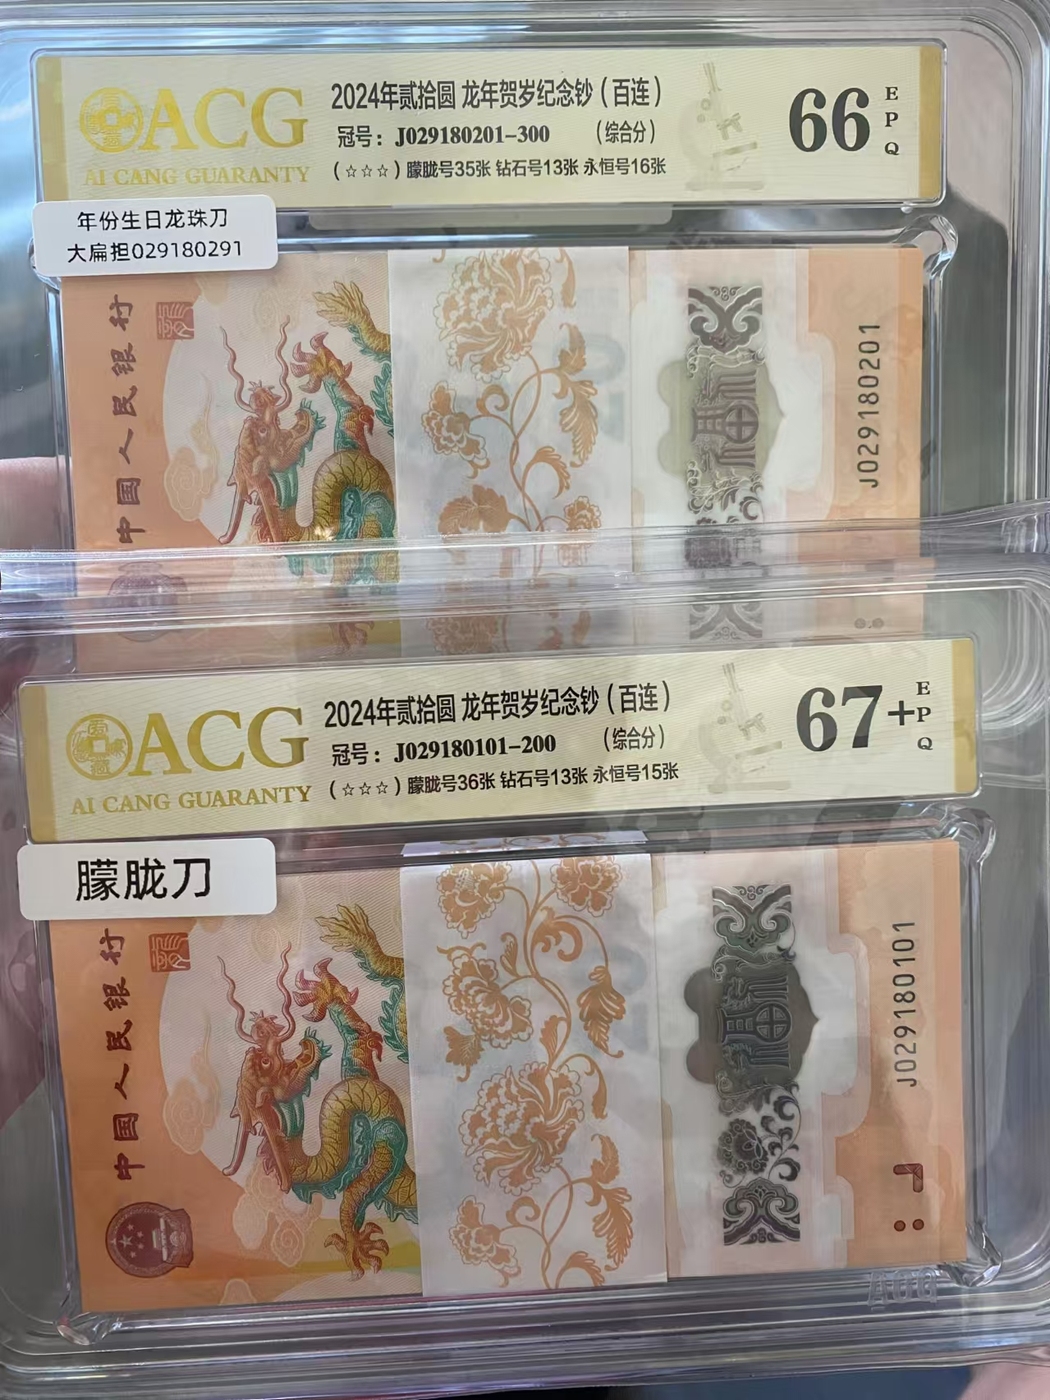 ACG
AI CANG GUARANTY
2024年贰拾圆 龙年贺岁纪念钞（百连）
冠号：J029180201-300 （综合分）
（☆☆☆）朦胧号35张 钻石号13张 永恒号16张
66
EPQ
年份生日龙珠刀
大扁担029180291
中国人民银行
J029180201
ACG
AI CANG GUARANTY
2024年贰拾圆 龙年贺岁纪念钞（百连）
冠号：J029180101-200 （综合分）
（☆☆☆）朦胧号36张 钻石号13张 永恒号15张
67+
EPQ
朦胧刀
中国人民银行
J029180101